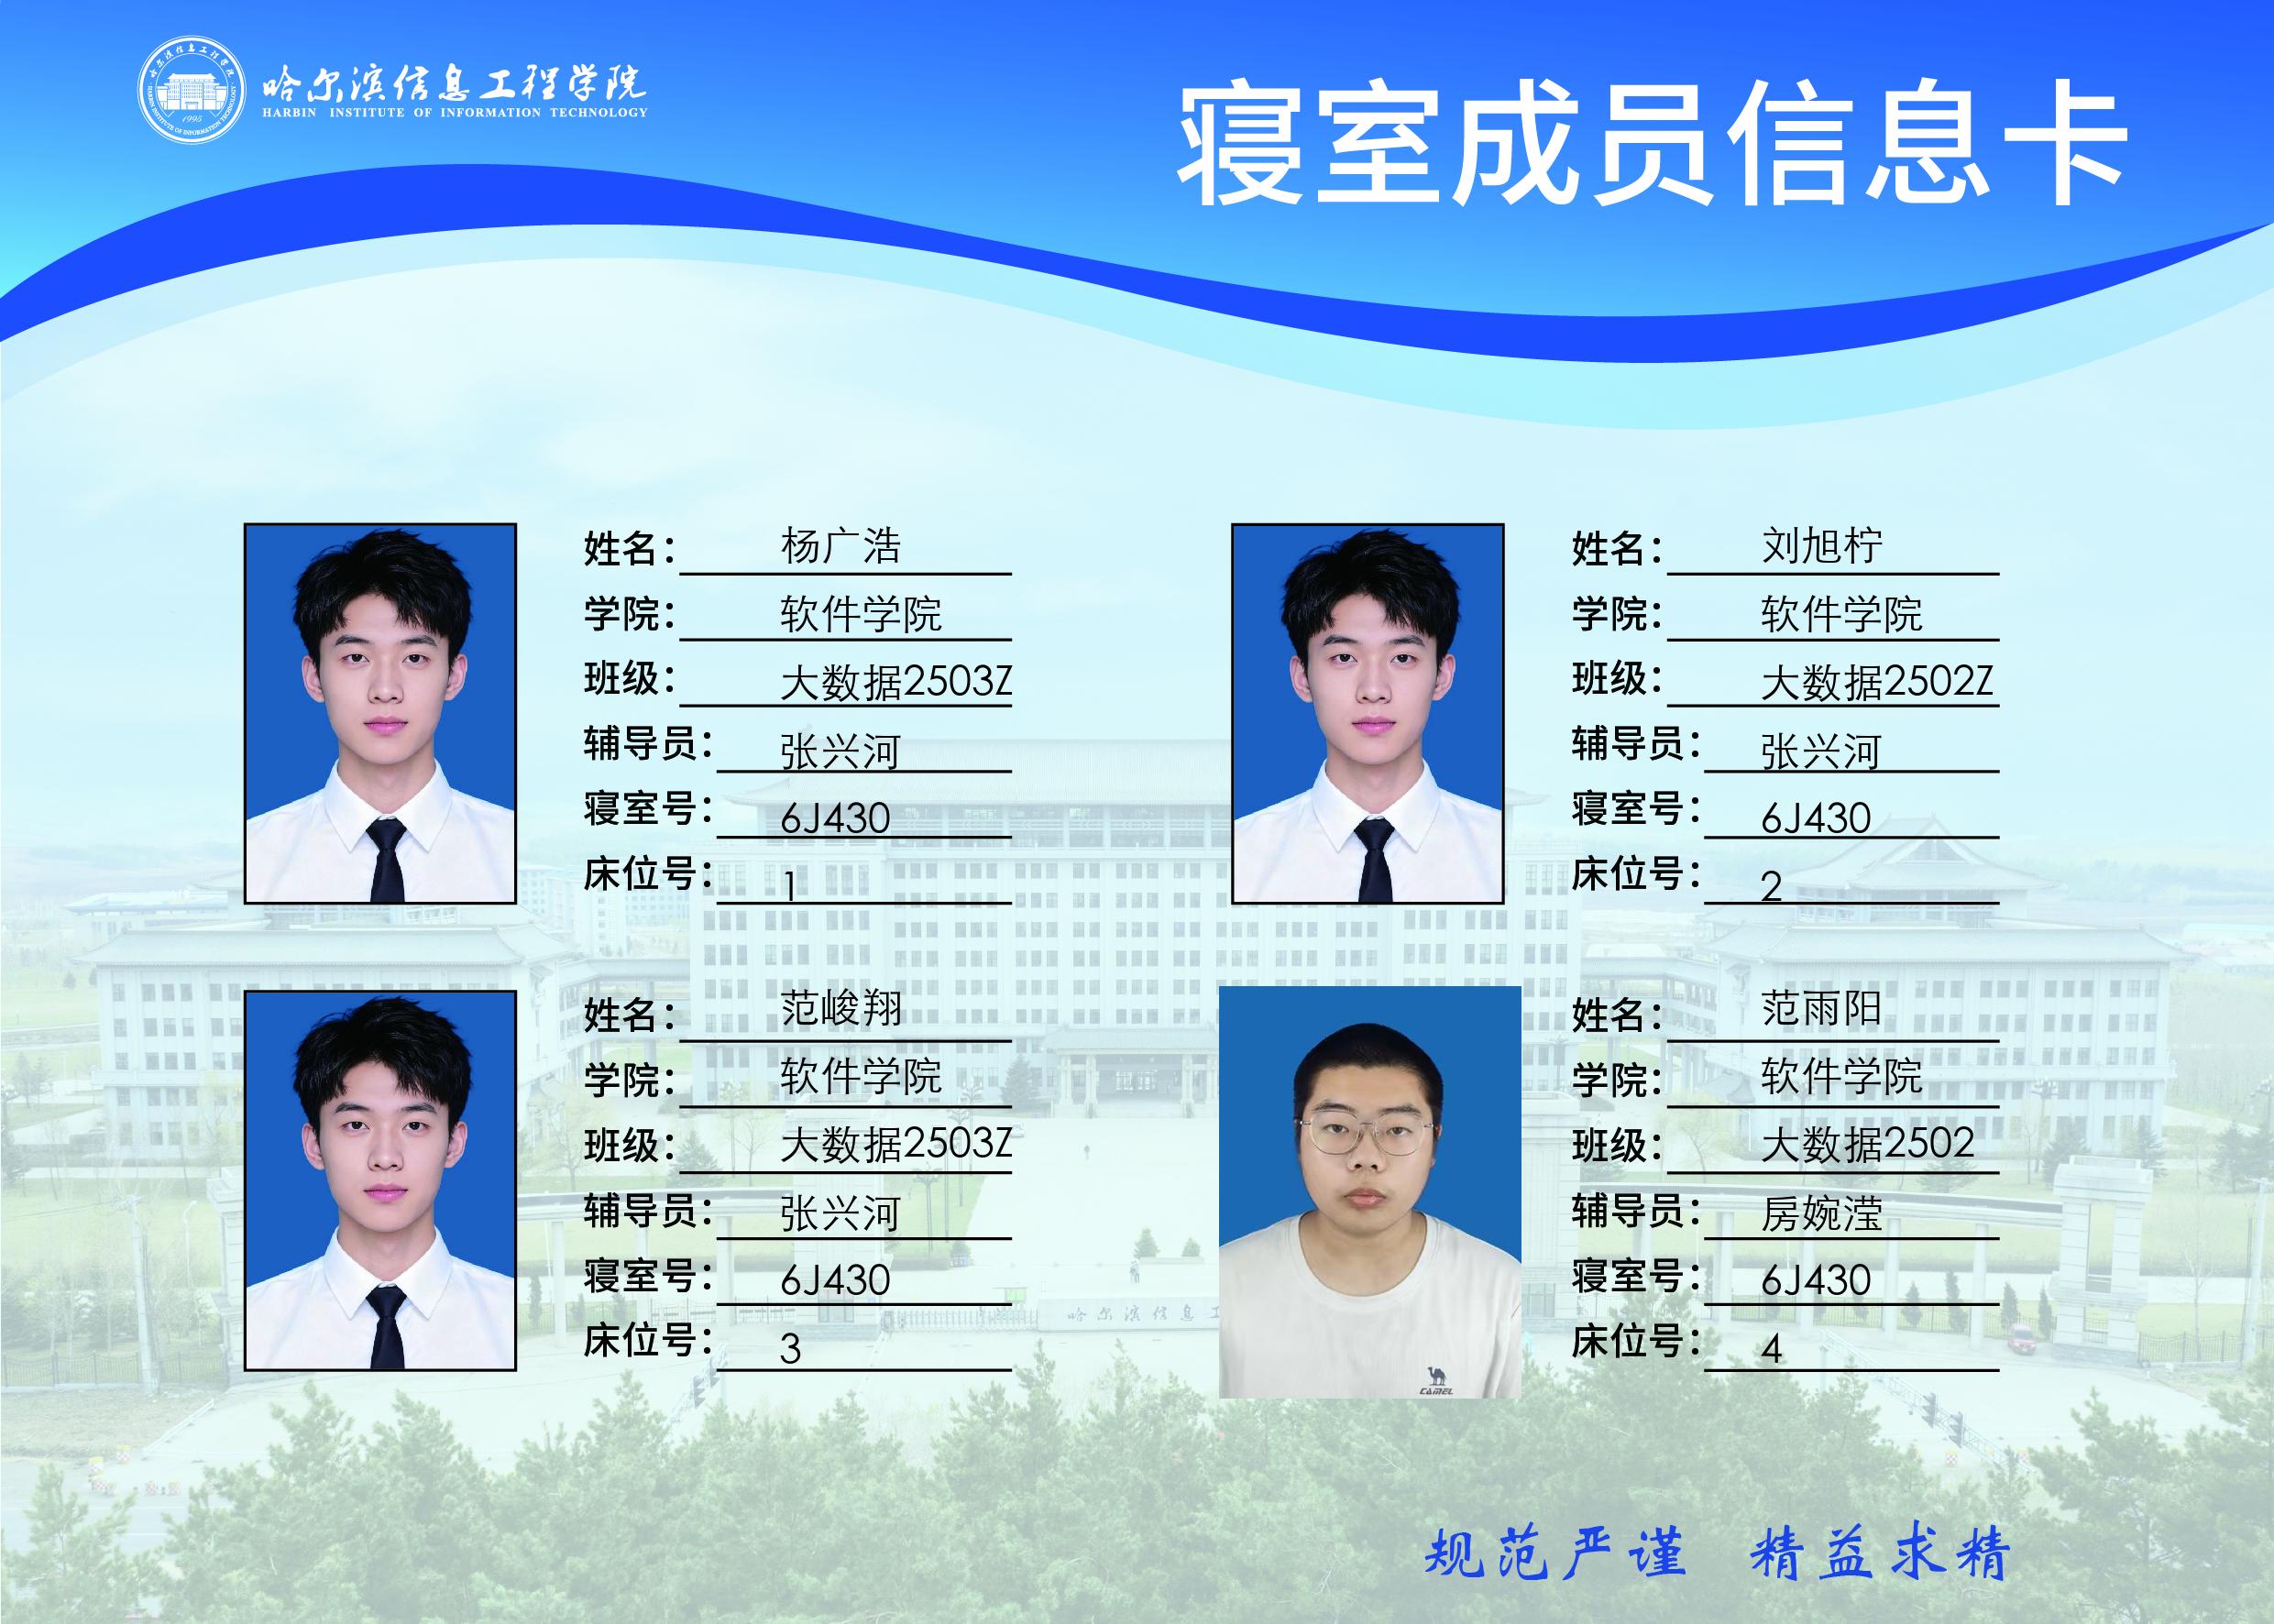 哈尔滨信息工程学院
HARBIN INSTITUTE OF INFORMATION TECHNOLOGY
1995
寝室成员信息卡
姓名： 杨广浩
学院： 软件学院
班级： 大数据2503Z
辅导员： 张兴河
寝室号： 6J430
床位号： 1
姓名： 刘旭柠
学院： 软件学院
班级： 大数据2502Z
辅导员： 张兴河
寝室号： 6J430
床位号： 2
姓名： 范峻翔
学院： 软件学院
班级： 大数据2503Z
辅导员： 张兴河
寝室号： 6J430
床位号： 3
姓名： 范雨阳
学院： 软件学院
班级： 大数据2502
辅导员： 房婉滢
寝室号： 6J430
床位号： 4
CAMEL
哈尔滨信息工
规范严谨 精益求精